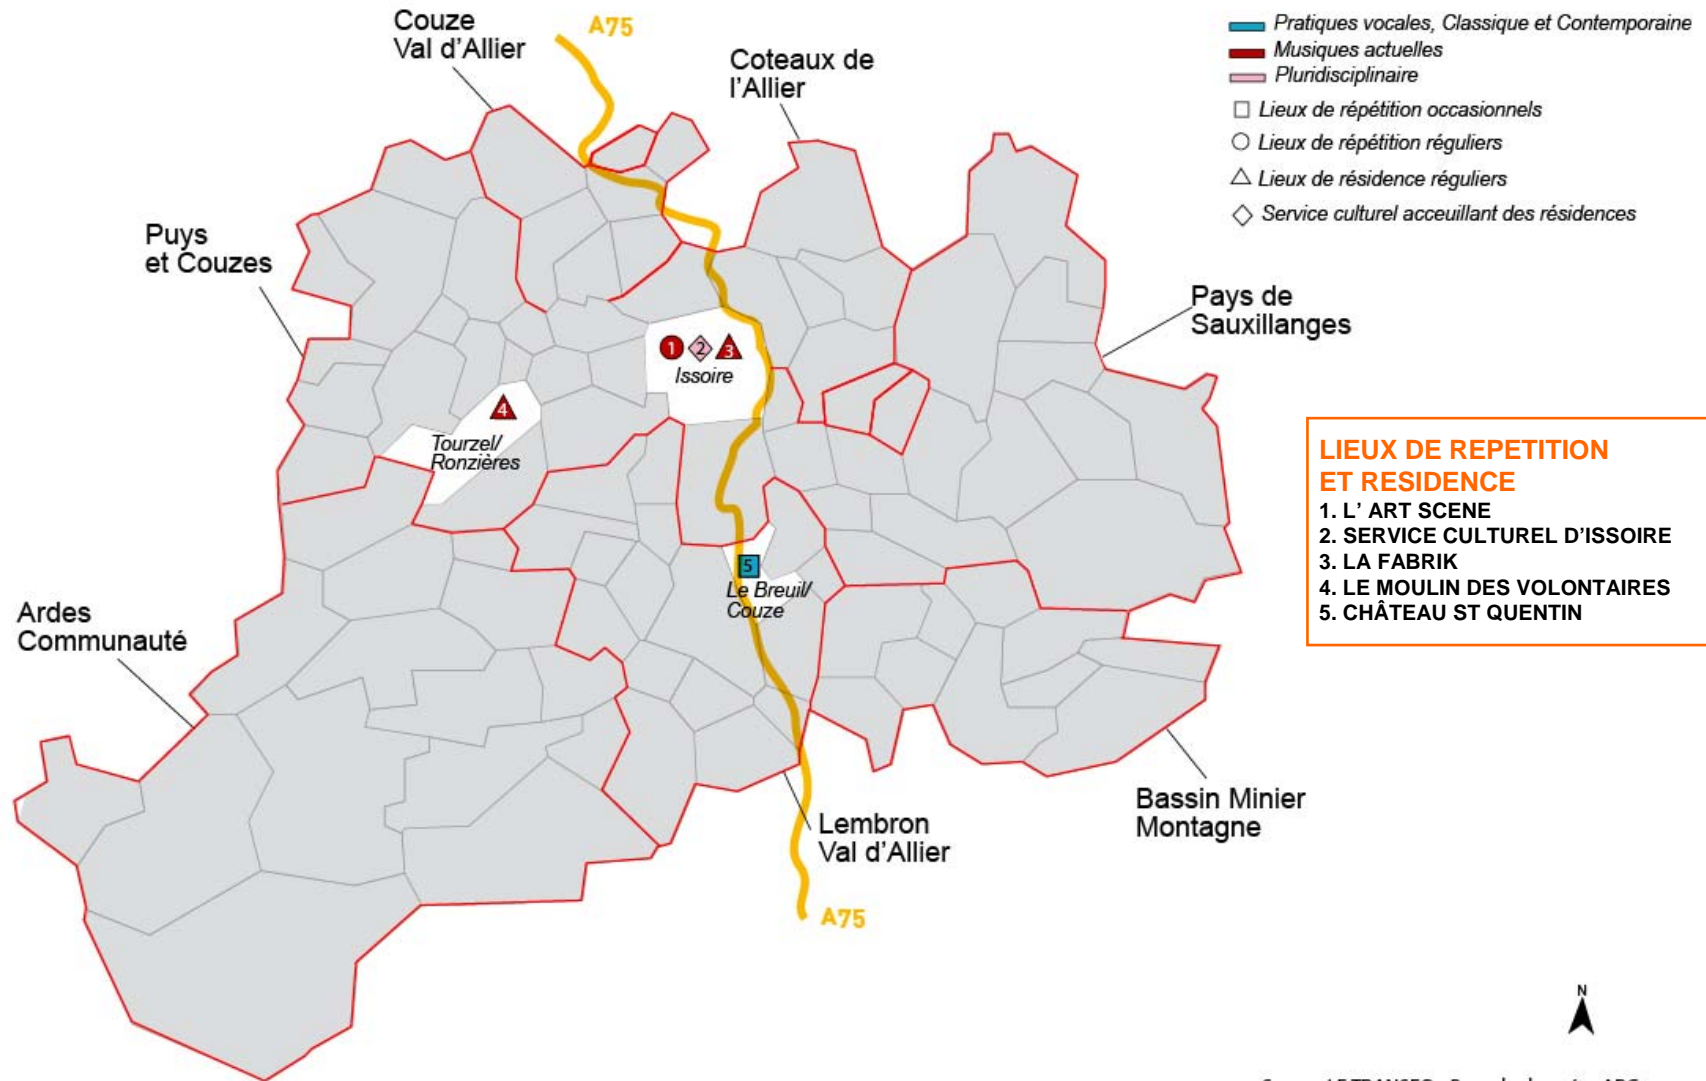 Couze
Val d'Allier
A75
Coteaux de
l'Allier
Pratiques vocales, Classique et Contemporaine
Musiques actuelles
Pluridisciplinaire
Lieux de répétition occasionnels
Lieux de répétition réguliers
Lieux de résidence réguliers
Service culturel acceuillant des résidences
Puys
et Couzes
Pays de
Sauxillanges
1 2 3
Issoire
4
Tourzel/
Ronzières
LIEUX DE REPETITION
ET RESIDENCE
1. L' ART SCENE
2. SERVICE CULTUREL D'ISSOIRE
3. LA FABRIK
4. LE MOULIN DES VOLONTAIRES
5. CHÂTEAU ST QUENTIN
5
Le Breuil/
Couze
Ardes
Communauté
Bassin Minier
Montagne
Lembron
Val d'Allier
A75
N